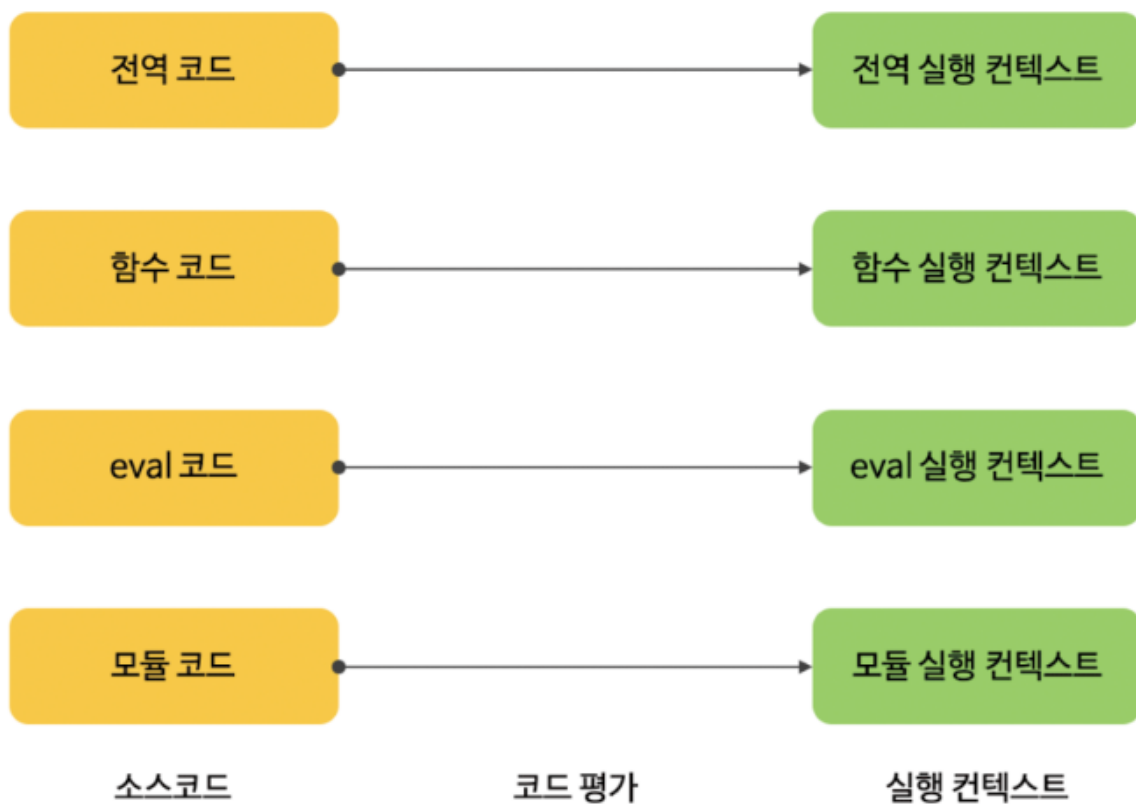 전역 코드
전역 실행 컨텍스트
함수 코드
함수 실행 컨텍스트
eval 코드
eval 실행 컨텍스트
모듈 코드
모듈 실행 컨텍스트
소스코드
코드 평가
실행 컨텍스트